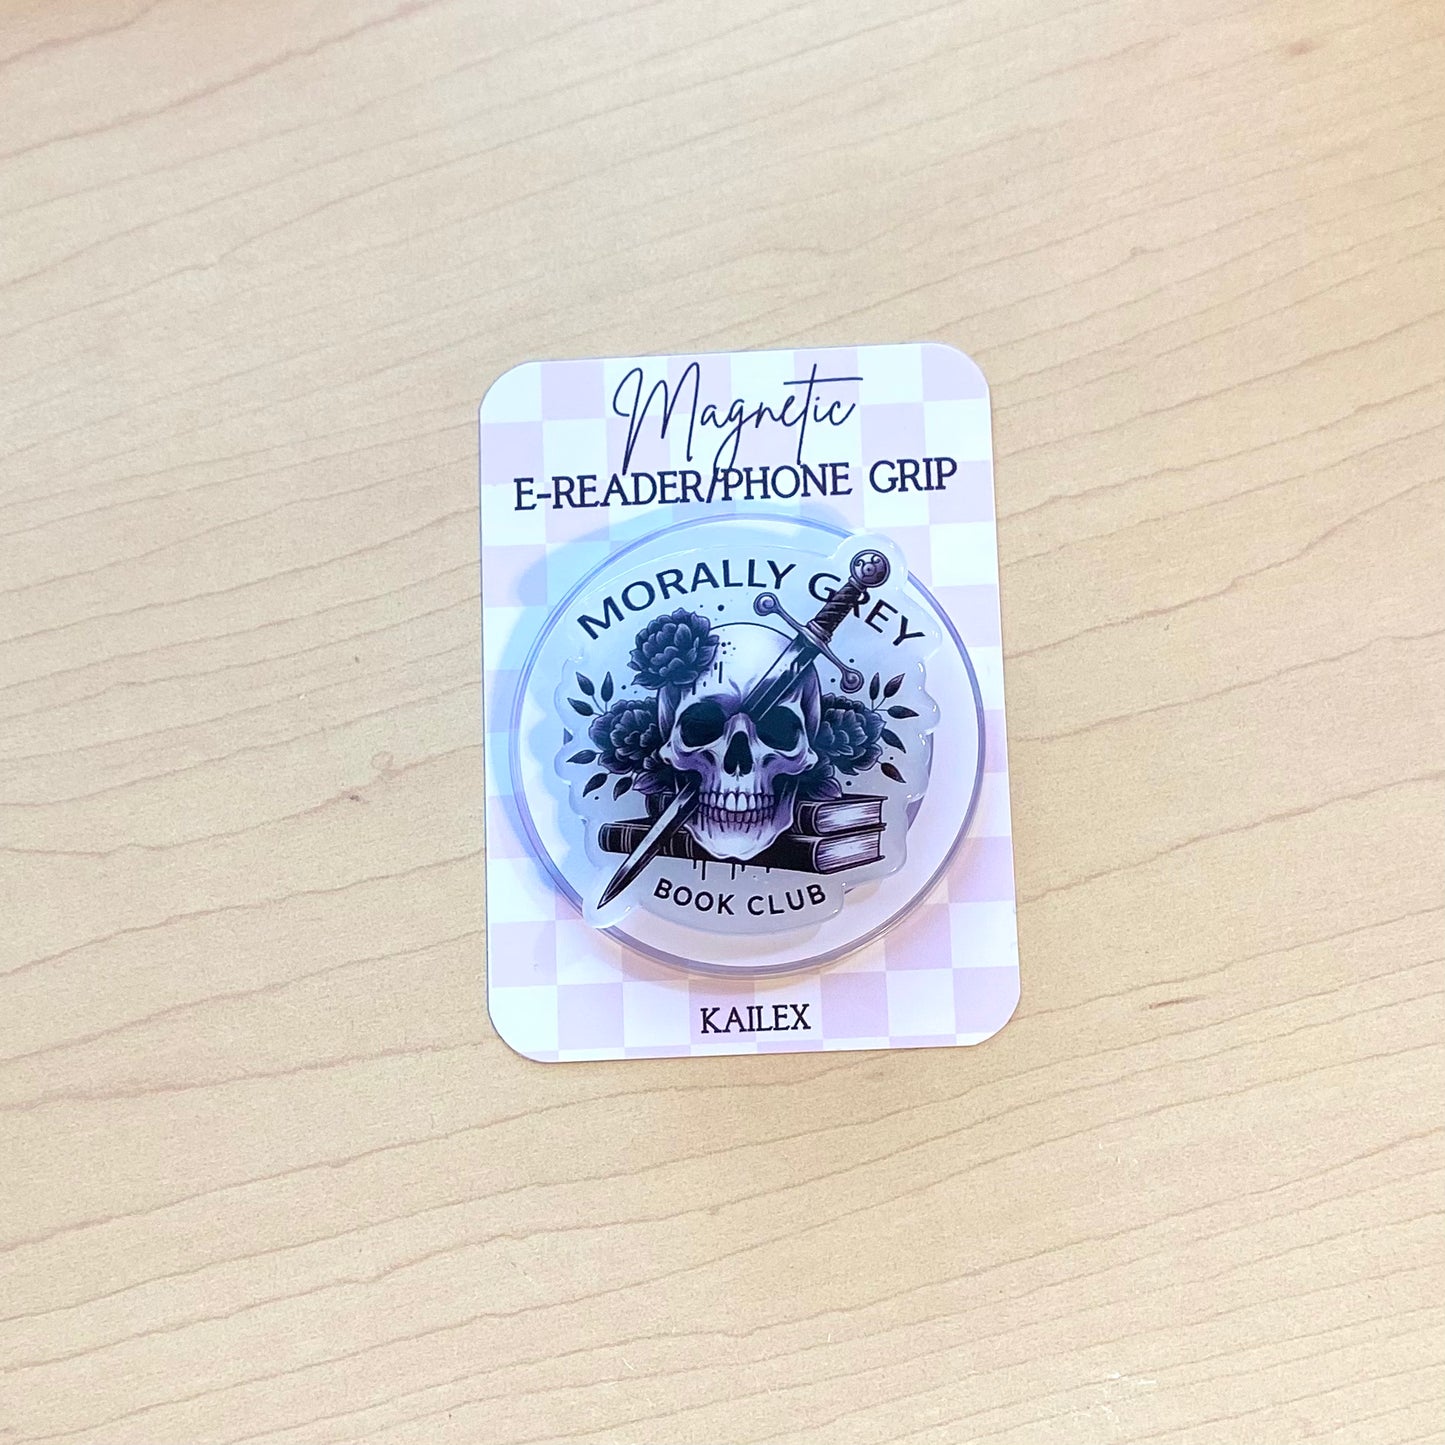 Magnetic
E-READER/PHONE GRIP
MORALLY GREY
BOOK CLUB
KAILEX